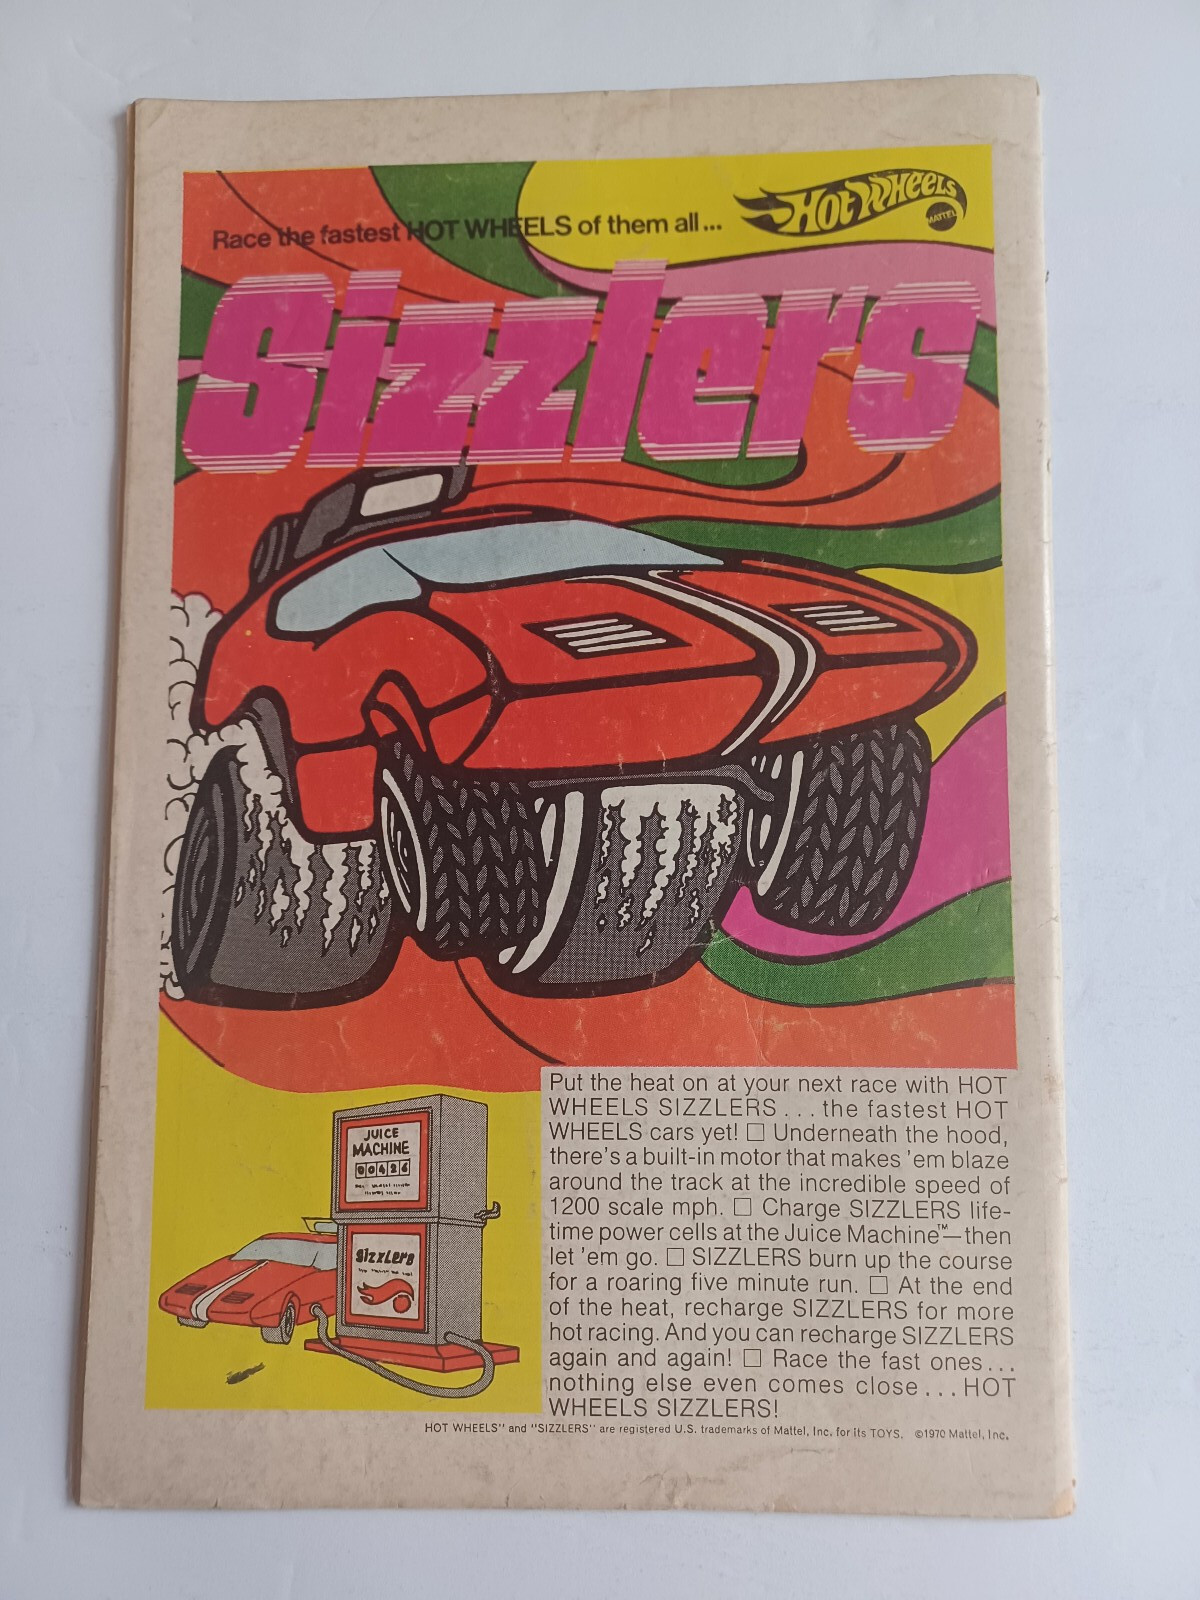 Race the fastest HOT WHEELS of them all...
Hot Wheels
MATTEL
Sizzlers
Put the heat on at your next race with HOT
WHEELS SIZZLERS... the fastest HOT
WHEELS cars yet! □ Underneath the hood,
there's a built-in motor that makes 'em blaze
around the track at the incredible speed of
1200 scale mph. □ Charge SIZZLERS life-
time power cells at the Juice Machine™—then
let 'em go. □ SIZZLERS burn up the course
for a roaring five minute run. □ At the end
of the heat, recharge SIZZLERS for more
hot racing. And you can recharge SIZZLERS
again and again! □ Race the fast ones...
nothing else even comes close... HOT
WHEELS SIZZLERS!
JUICE
MACHINE
00426
Sizzlers
HOT WHEELS" and "SIZZLERS" are registered U.S. trademarks of Mattel, Inc. for its TOYS. ©1970 Mattel, Inc.